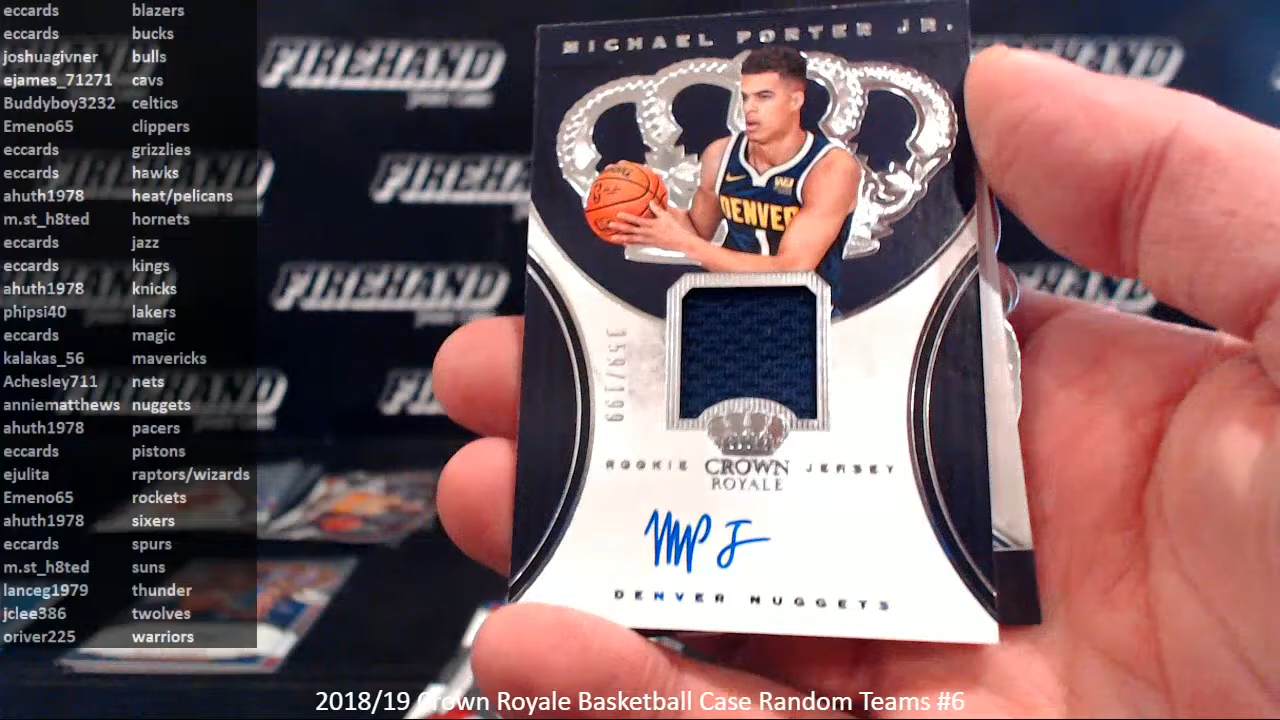 eccards blazers
eccards bucks
joshuagivner bulls
ejames_71271 cavs
Buddyboy3232 celtics
Emeno65 clippers
eccards grizzlies
eccards hawks
ahuth1978 heat/pelicans
m.st_h8ted hornets
eccards jazz
eccards kings
ahuth1978 knicks
phipsi40 lakers
eccards magic
kalakas_56 mavericks
Achesley711 nets
anniematthews nuggets
ahuth1978 pacers
eccards pistons
ejulita raptors/wizards
Emeno65 rockets
ahuth1978 sixers
eccards spurs
m.st_h8ted suns
lanceg1979 thunder
jclee386 twolves
oriver225 warriors
FIREHAND
FIREHAND
FIREHAND
MICHAEL PORTER JR.
DENVER
1
159/199
ROOKIE CROWN JERSEY
ROYALE
MP J
DENVER NUGGETS
2018/19 Crown Royale Basketball Case Random Teams #6